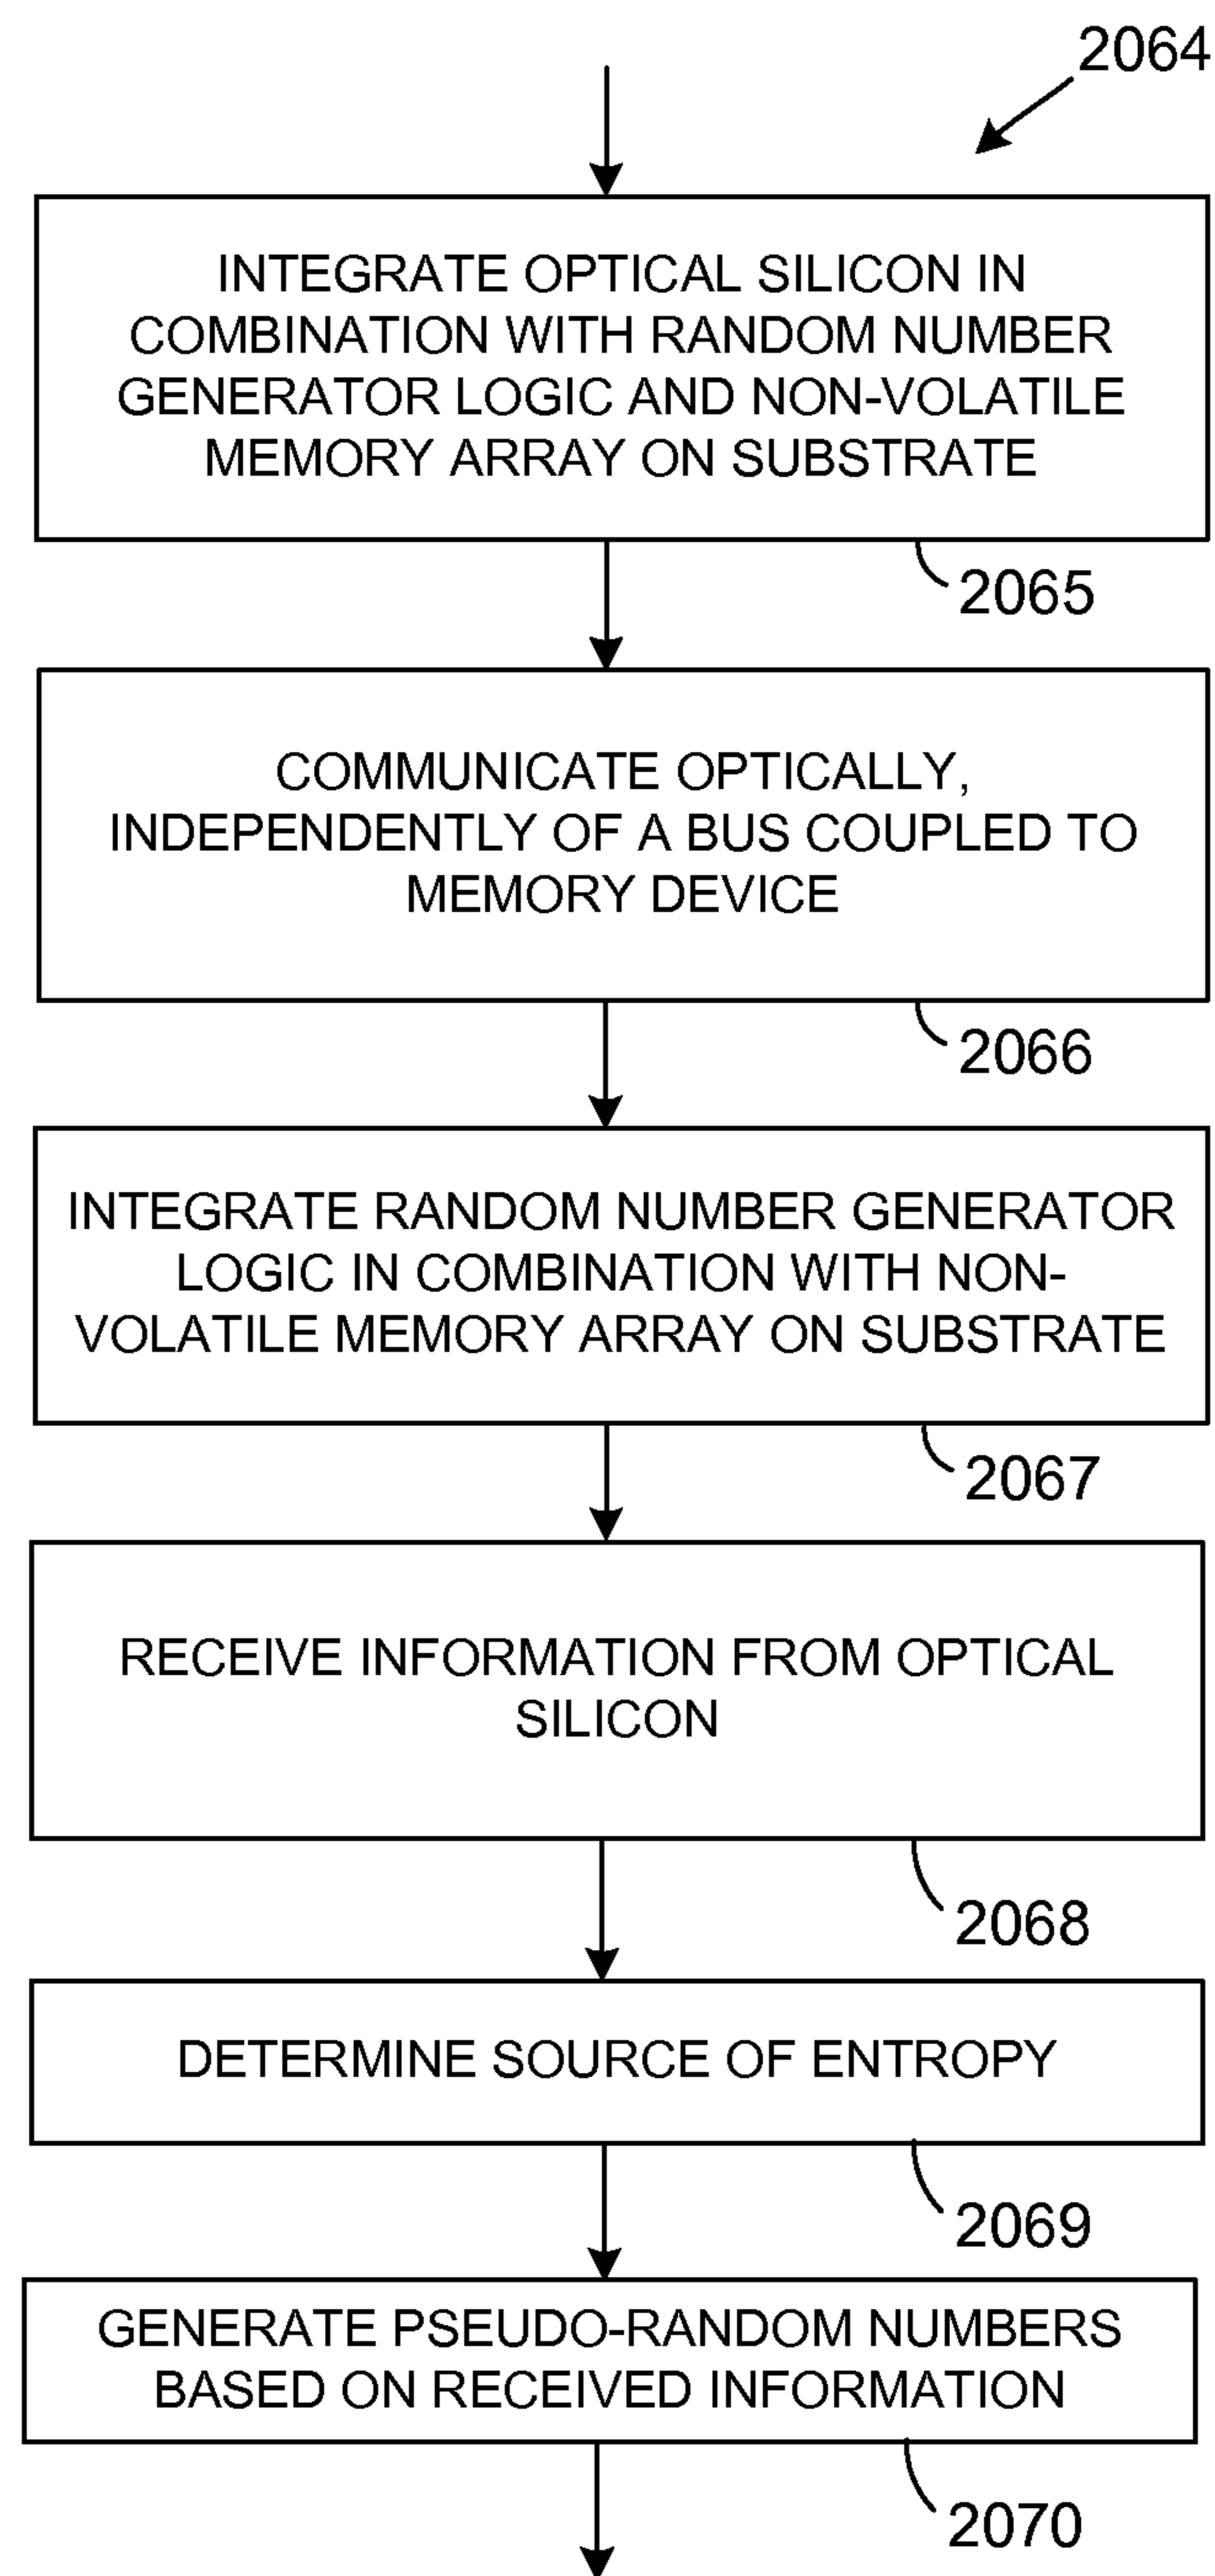 2064
INTEGRATE OPTICAL SILICON IN
COMBINATION WITH RANDOM NUMBER
GENERATOR LOGIC AND NON-VOLATILE
MEMORY ARRAY ON SUBSTRATE
2065
COMMUNICATE OPTICALLY,
INDEPENDENTLY OF A BUS COUPLED TO
MEMORY DEVICE
2066
INTEGRATE RANDOM NUMBER GENERATOR
LOGIC IN COMBINATION WITH NON-
VOLATILE MEMORY ARRAY ON SUBSTRATE
2067
RECEIVE INFORMATION FROM OPTICAL
SILICON
2068
DETERMINE SOURCE OF ENTROPY
2069
GENERATE PSEUDO-RANDOM NUMBERS
BASED ON RECEIVED INFORMATION
2070